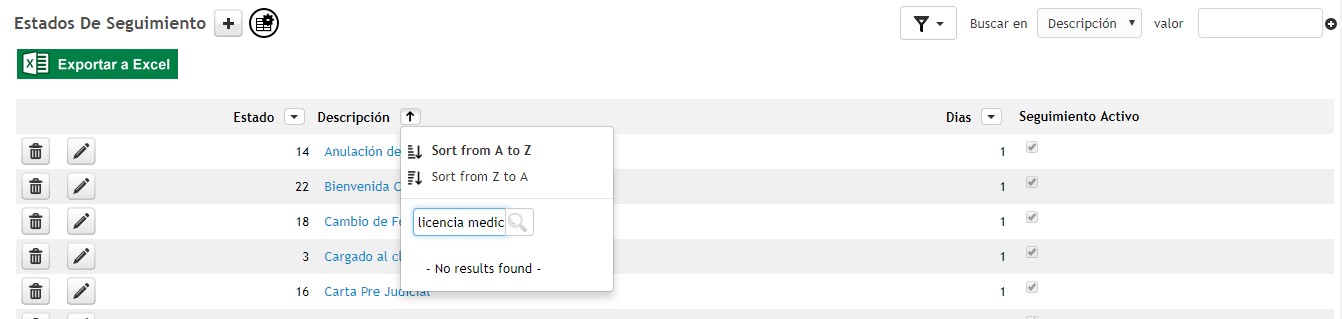 Estados De Seguimiento
Buscar en Descripción valor
Exportar a Excel
Estado Descripción Dias Seguimiento Activo
Sort from A to Z
Sort from Z to A
licencia medic
- No results found -
14 Anulación de 1
22 Bienvenida 1
18 Cambio de 1
3 Cargado al 1
16 Carta Pre Judicial 1